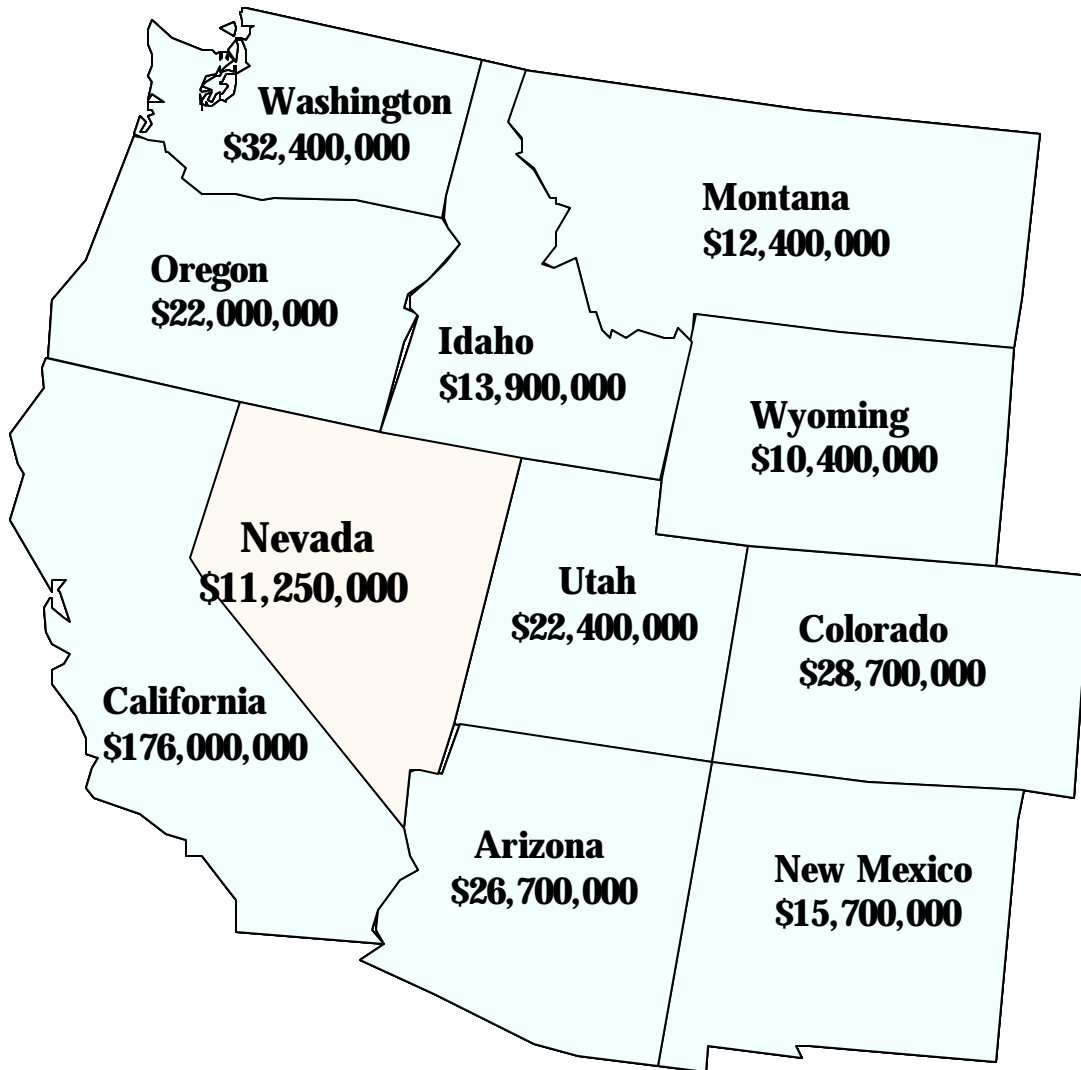 Washington
$32,400,000
Montana
$12,400,000
Oregon
$22,000,000
Idaho
$13,900,000
Wyoming
$10,400,000
Nevada
$11,250,000
Utah
$22,400,000
Colorado
$28,700,000
California
$176,000,000
Arizona
$26,700,000
New Mexico
$15,700,000